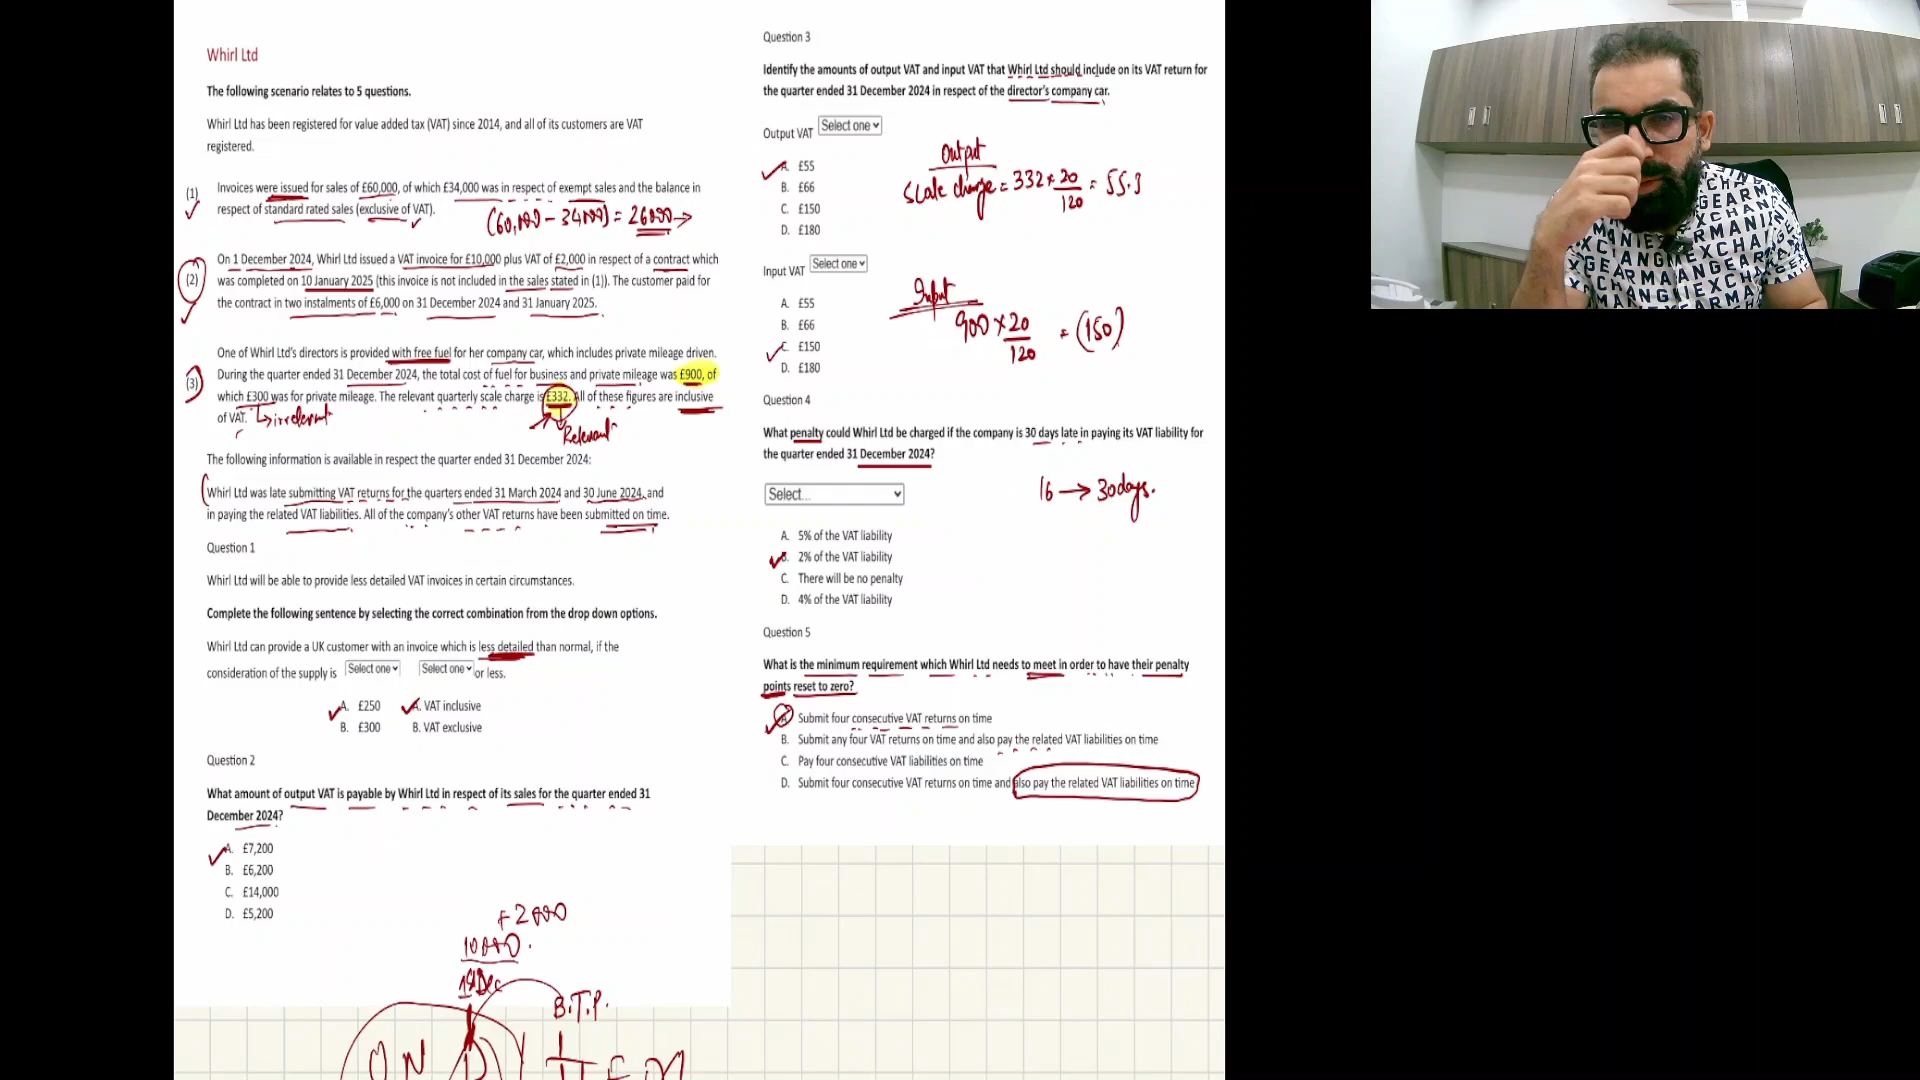 Whirl Ltd
The following scenario relates to 5 questions.
Whirl Ltd has been registered for value added tax (VAT) since 2014, and all of its customers are VAT
registered.
(1) Invoices were issued for sales of £60,000, of which £34,000 was in respect of exempt sales and the balance in
respect of standard rated sales (exclusive of VAT).
(60,000 – 34000) = 26000 →
(2) On 1 December 2024, Whirl Ltd issued a VAT invoice for £10,000 plus VAT of £2,000 in respect of a contract which
was completed on 10 January 2025 (this invoice is not included in the sales stated in (1)). The customer paid for
the contract in two instalments of £6,000 on 31 December 2024 and 31 January 2025.
(3) One of Whirl Ltd's directors is provided with free fuel for her company car, which includes private mileage driven.
During the quarter ended 31 December 2024, the total cost of fuel for business and private mileage was £900, of
which £300 was for private mileage. The relevant quarterly scale charge is £332. All of these figures are inclusive
of VAT.
↳ irrelevant
Relevant
The following information is available in respect the quarter ended 31 December 2024:
Whirl Ltd was late submitting VAT returns for the quarters ended 31 March 2024 and 30 June 2024, and
in paying the related VAT liabilities. All of the company's other VAT returns have been submitted on time.
Question 1
Whirl Ltd will be able to provide less detailed VAT invoices in certain circumstances.
Complete the following sentence by selecting the correct combination from the drop down options.
Whirl Ltd can provide a UK customer with an invoice which is less detailed than normal, if the
consideration of the supply is Select one Select one or less.
A. £250 A. VAT inclusive
B. £300 B. VAT exclusive
Question 2
What amount of output VAT is payable by Whirl Ltd in respect of its sales for the quarter ended 31
December 2024?
A. £7,200
B. £6,200
C. £14,000
D. £5,200
+2000
10000.
1st Dec
B.T.P.
O N D J F M
Question 3
Identify the amounts of output VAT and input VAT that Whirl Ltd should include on its VAT return for
the quarter ended 31 December 2024 in respect of the director's company car.
Output VAT Select one
A. £55
B. £66
C. £150
D. £180
Output
Scale charge = 332 × 20/120 = 55.3
Input VAT Select one
A. £55
B. £66
C. £150
D. £180
Input
900 × 20/120 = (150)
Question 4
What penalty could Whirl Ltd be charged if the company is 30 days late in paying its VAT liability for
the quarter ended 31 December 2024?
Select...
16 → 30 days.
A. 5% of the VAT liability
B. 2% of the VAT liability
C. There will be no penalty
D. 4% of the VAT liability
Question 5
What is the minimum requirement which Whirl Ltd needs to meet in order to have their penalty
points reset to zero?
A. Submit four consecutive VAT returns on time
B. Submit any four VAT returns on time and also pay the related VAT liabilities on time
C. Pay four consecutive VAT liabilities on time
D. Submit four consecutive VAT returns on time and also pay the related VAT liabilities on time